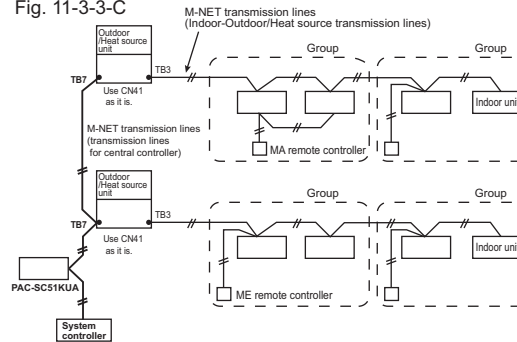 Fig. 11-3-3-C
M-NET transmission lines
(Indoor-Outdoor/Heat source transmission lines)
Outdoor
/Heat source
unit
TB3
TB7
Use CN41
as it is.
Group
Group
Indoor uni
M-NET transmission lines
(transmission lines
for central controller)
MA remote controller
Outdoor
/Heat source
unit
TB3
TB7
Use CN41
as it is.
Group
Group
Indoor uni
PAC-SC51KUA
ME remote controller
System
controller